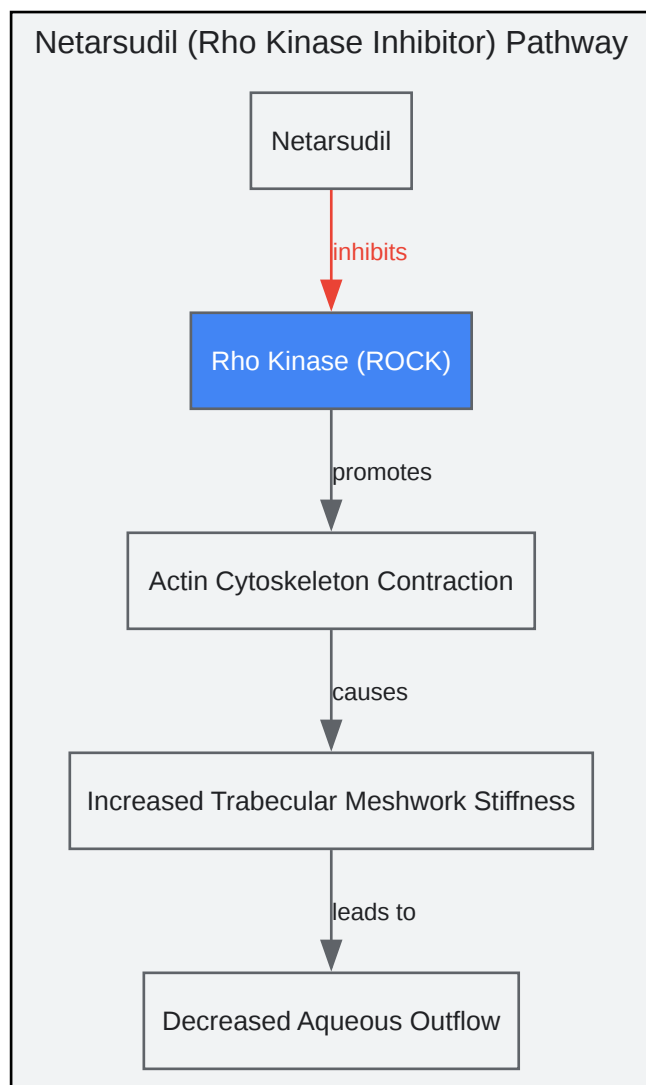 Netarsudil (Rho Kinase Inhibitor) Pathway
Netarsudil
inhibits
Rho Kinase (ROCK)
promotes
Actin Cytoskeleton Contraction
causes
Increased Trabecular Meshwork Stiffness
leads to
Decreased Aqueous Outflow